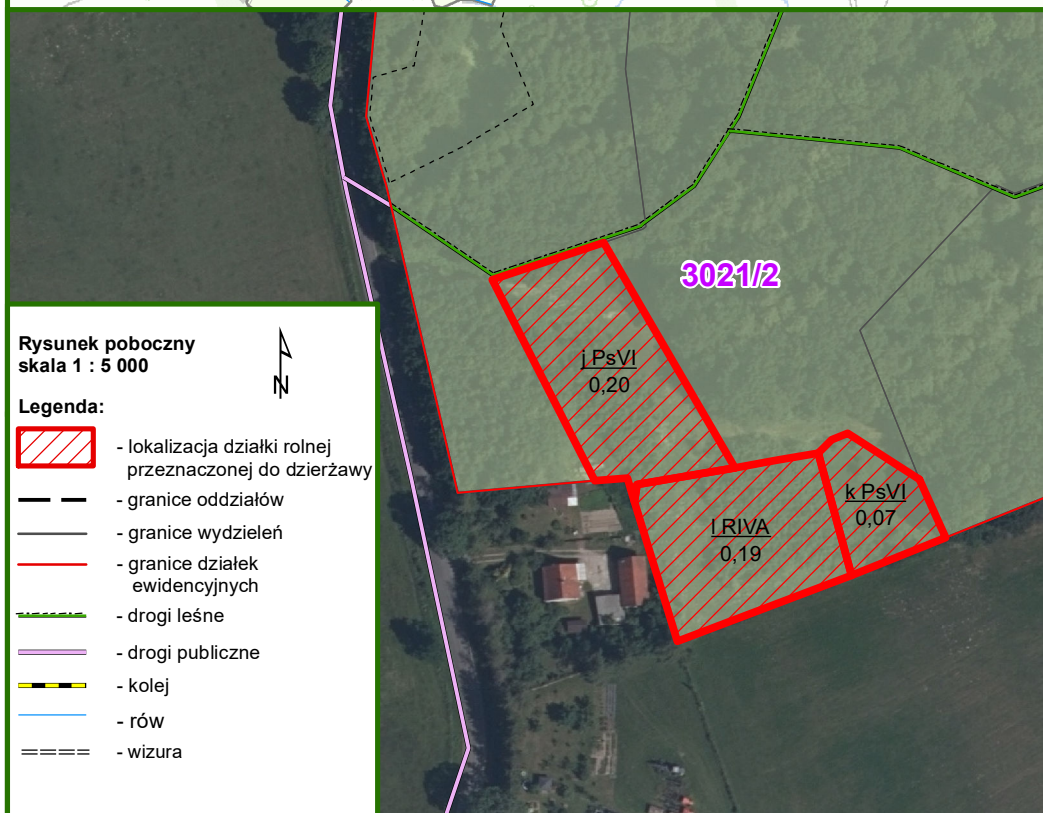 3021/2
j PsVI
0,20
l RIVA
0,19
k PsVI
0,07
Rysunek poboczny
skala 1 : 5 000
N
Legenda:
- lokalizacja działki rolnej
przeznaczonej do dzierżawy
- granice oddziałów
- granice wydzieleń
- granice działek
ewidencyjnych
- drogi leśne
- drogi publiczne
- kolej
- rów
- wizura